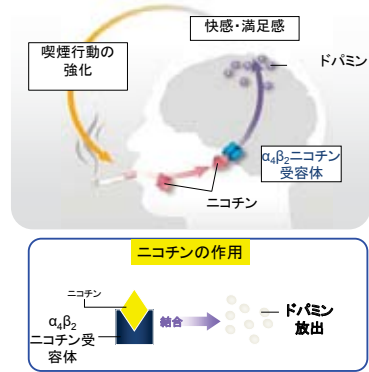 快感・満足感
喫煙行動の
強化
ドパミン
α₄β₂ニコチン
受容体
ニコチン
ニコチンの作用
ニコチン
α₄β₂
ニコチン受
容体
結合
ドパミン
放出